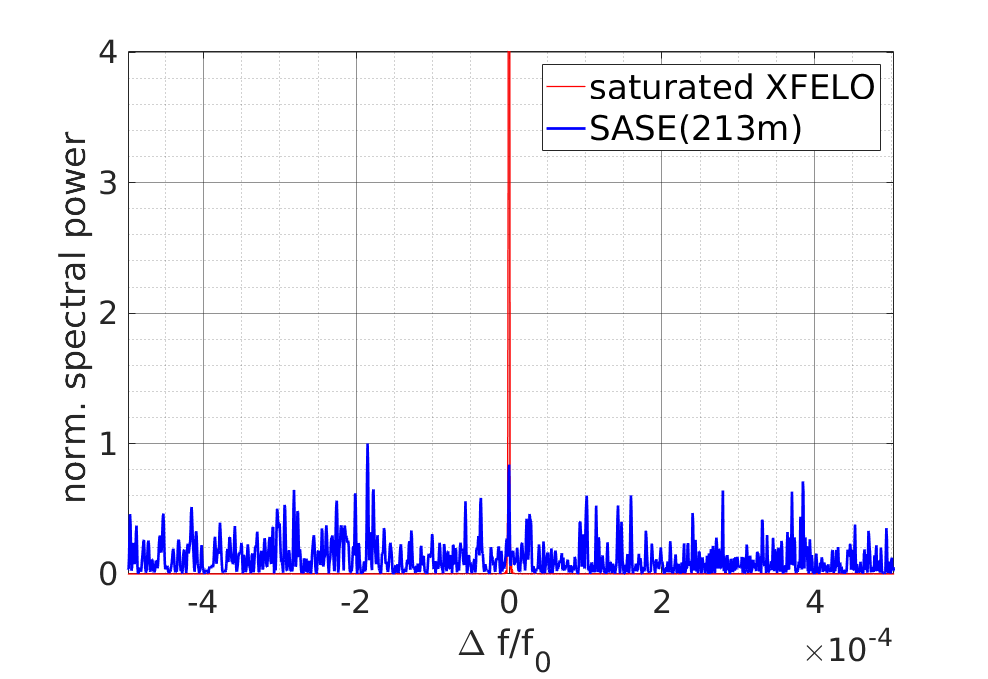 4
3
2
1
0
norm. spectral power
saturated XFELO
SASE(213m)
-4 -2 0 2 4
Δ f/f₀
×10⁻⁴